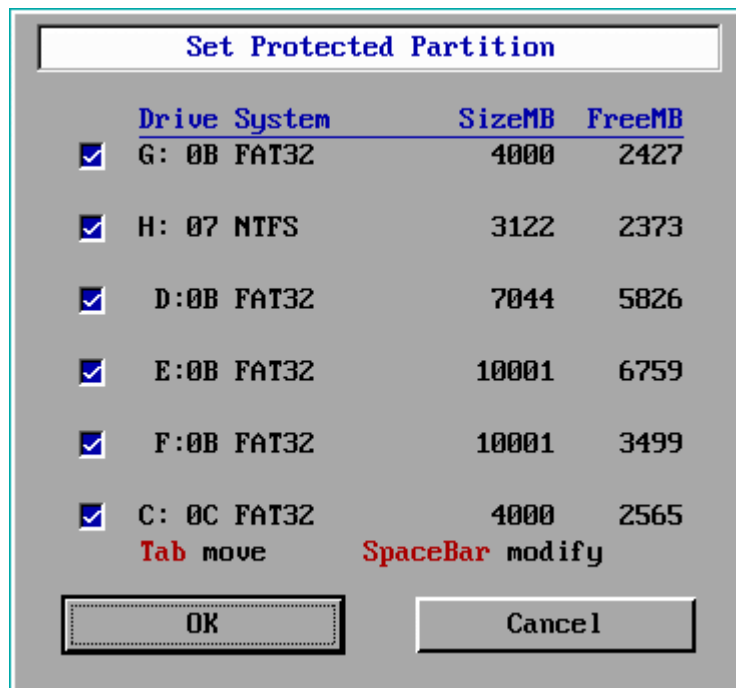 Set Protected Partition
Drive System SizeMB FreeMB
G: 0B FAT32 4000 2427
H: 07 NTFS 3122 2373
D:0B FAT32 7044 5826
E:0B FAT32 10001 6759
F:0B FAT32 10001 3499
C: 0C FAT32 4000 2565
Tab move SpaceBar modify
OK Cancel